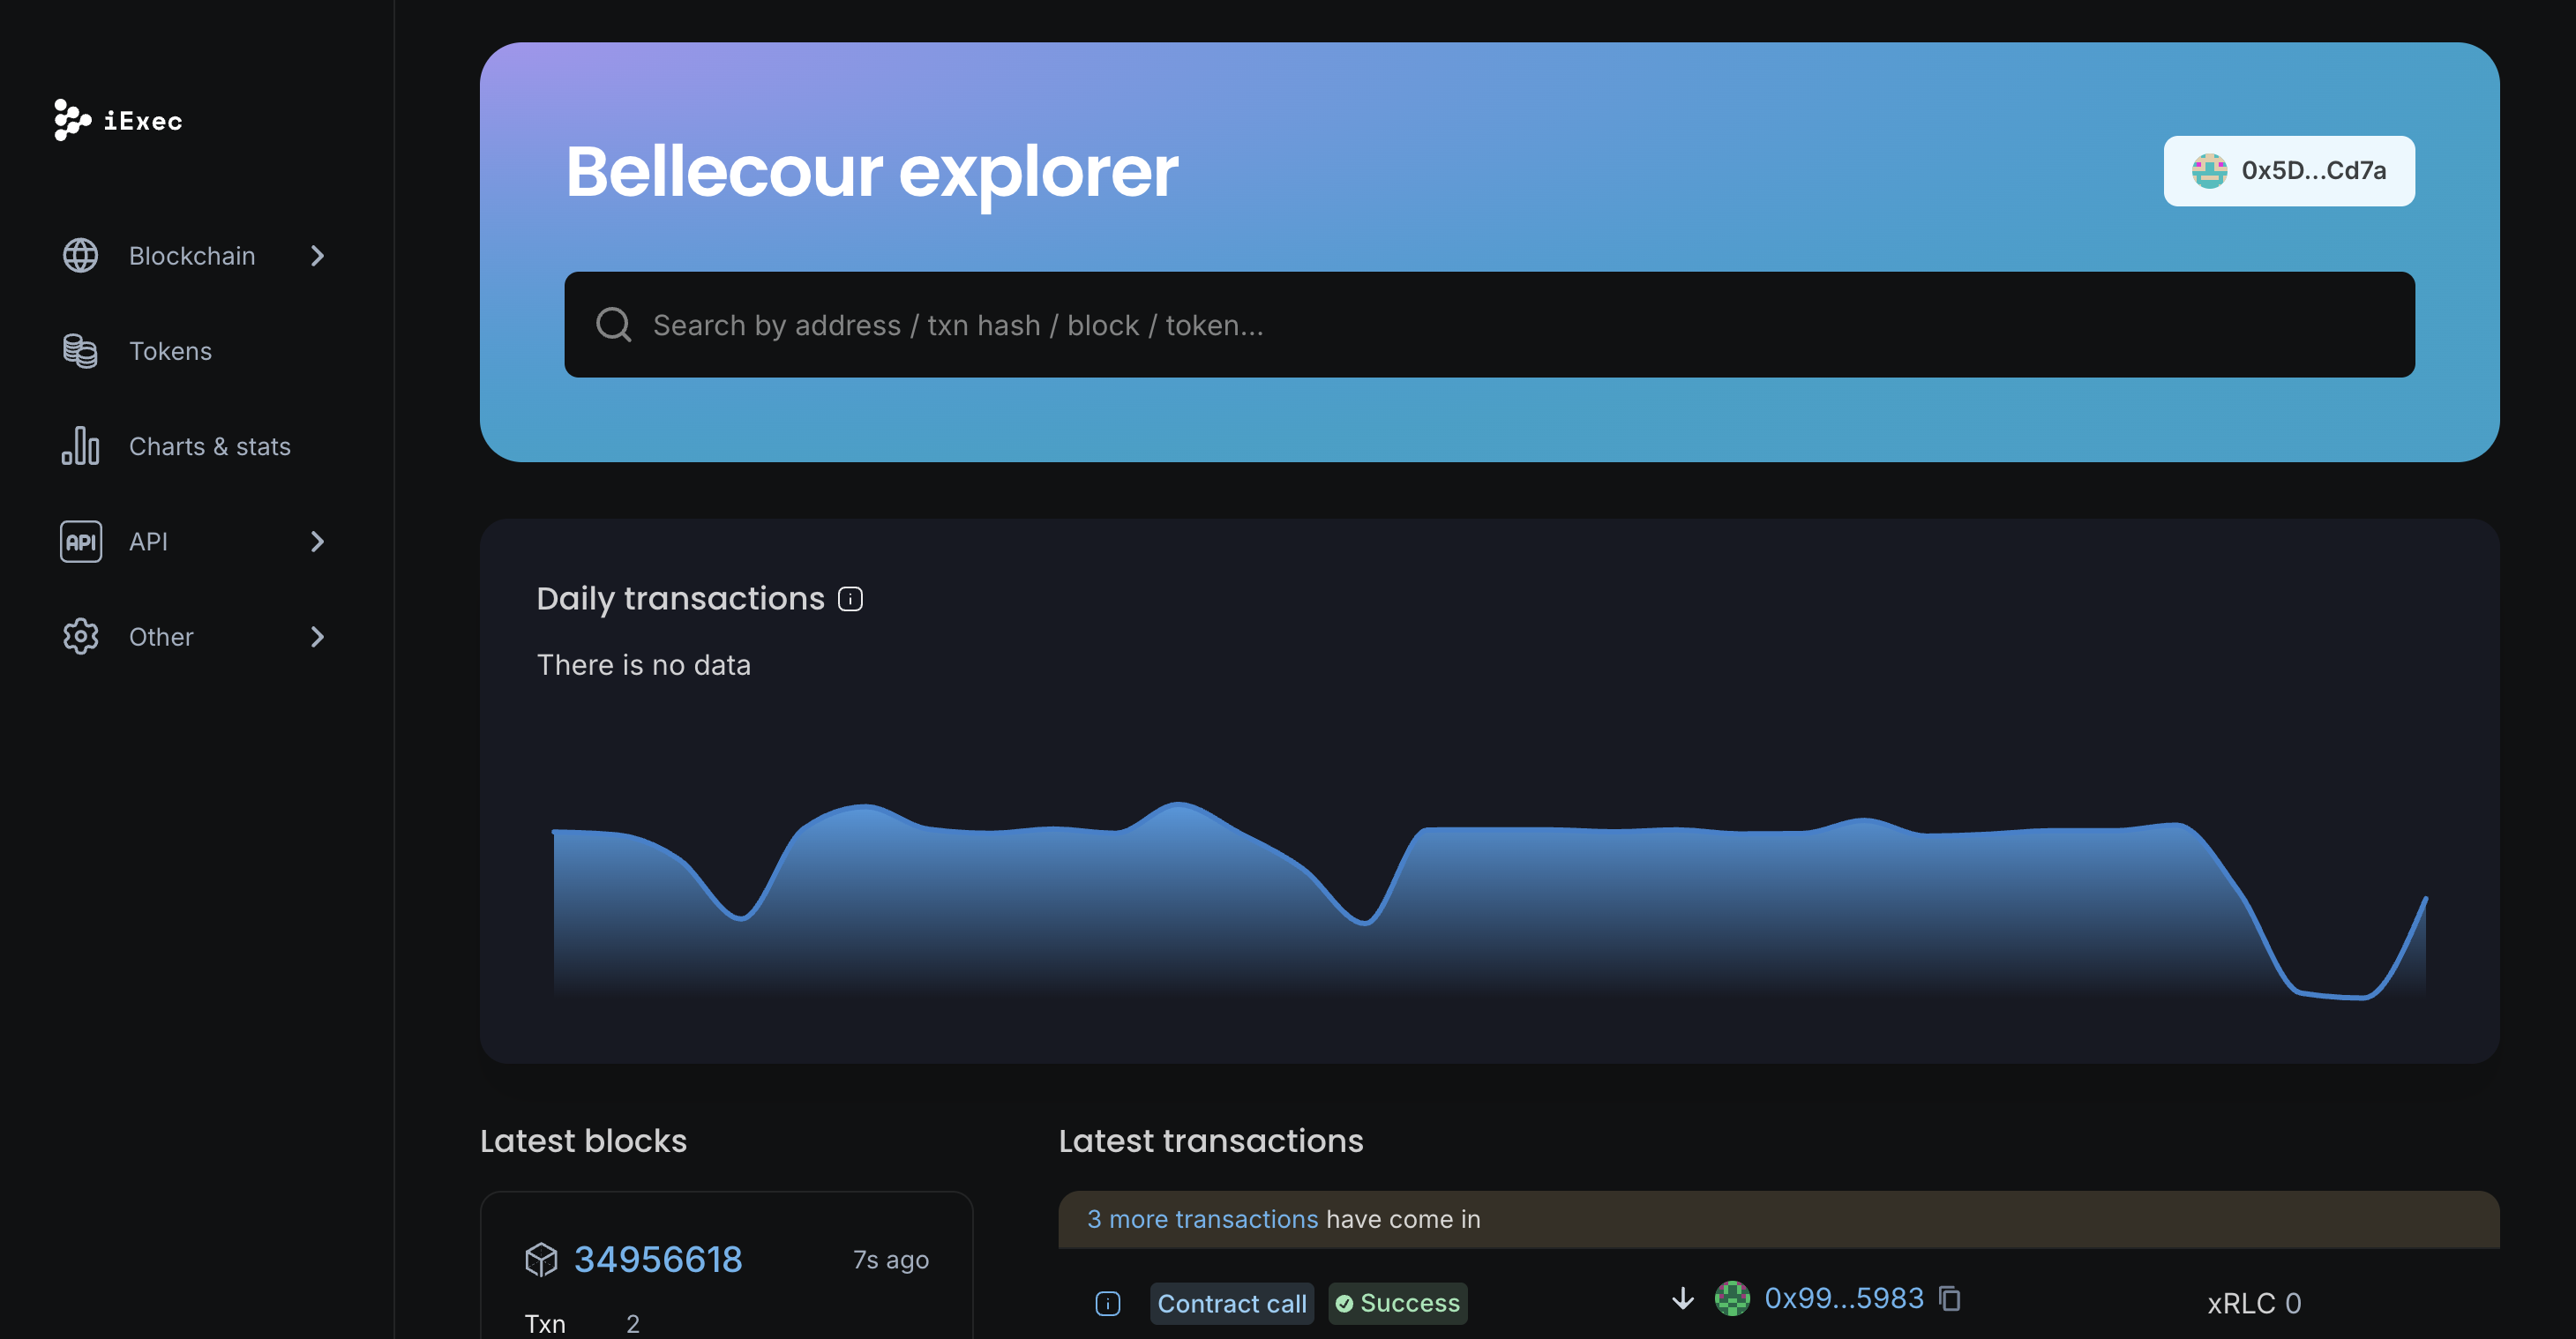 iExec
Blockchain
Tokens
Charts & stats
API
API
Other
Bellecour explorer
0x5D...Cd7a
Search by address / txn hash / block / token...
Daily transactions
There is no data
Latest blocks
34956618
7s ago
Txn 2
Latest transactions
3 more transactions have come in
Contract call
Success
0x99...5983
xRLC 0